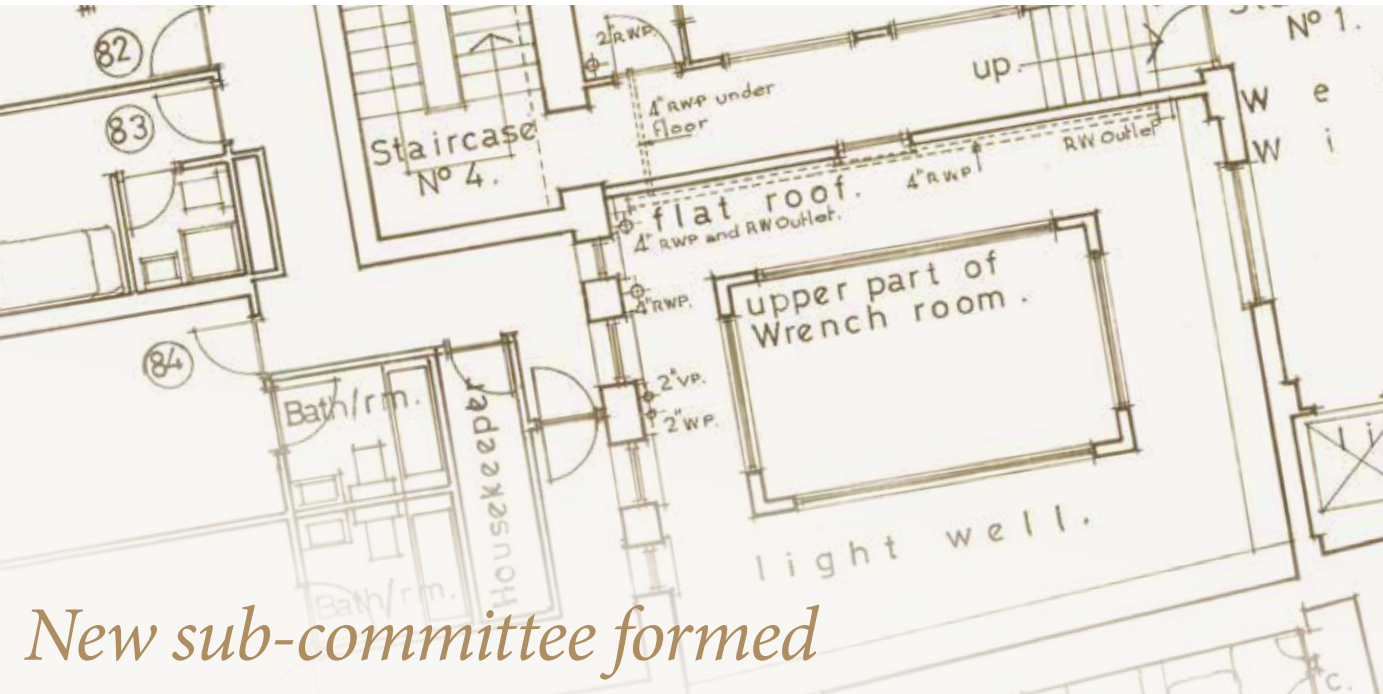 82
2"RWP.
Nº 1.
up.
83
4" RWP under
floor
W e
Staircase
Nº 4.
RW Outlet
W i
4" RWP.
flat roof.
4" RWP and RW Outlet.
upper part of
Wrench room.
4" RWP.
84
2" VP.
2" WP.
Bath/rm.
Housekeeper
light well.
Bath/rm.
New sub-committee formed